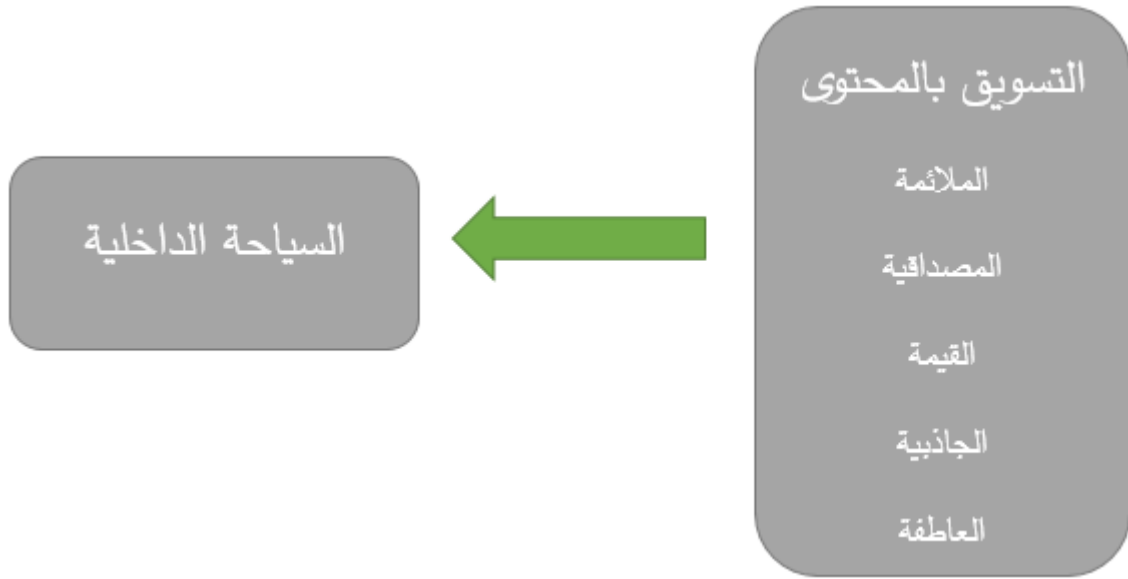 التسويق بالمحتوى
الملائمة
المصداقية
القيمة
الجاذبية
العاطفة
السياحة الداخلية